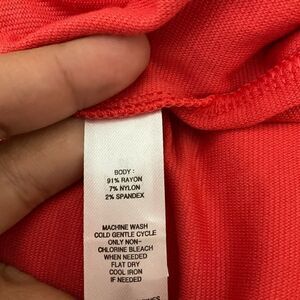 BODY :
91% RAYON
7% NYLON
2% SPANDEX
MACHINE WASH
COLD GENTLE CYCLE
ONLY NON-
CHLORINE BLEACH
WHEN NEEDED
FLAT DRY
COOL IRON
IF NEEDED